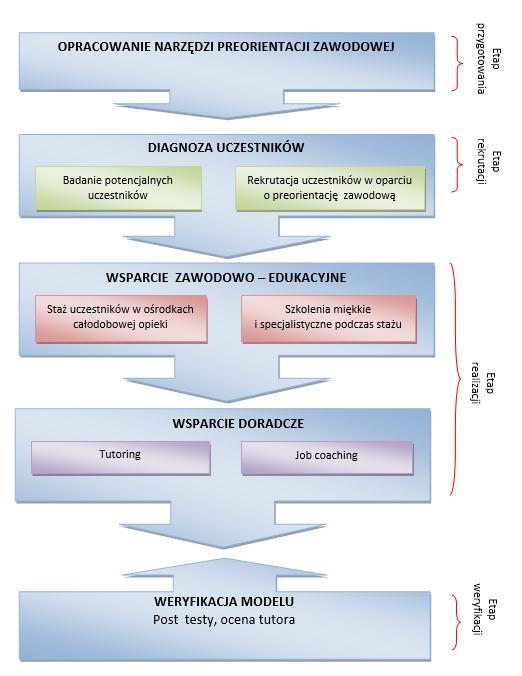 OPRACOWANIE NARZĘDZI PREORIENTACJI ZAWODOWEJ
Etap
przygotowania
DIAGNOZA UCZESTNIKÓW
Badanie potencjalnych
uczestników
Rekrutacja uczestników w oparciu
o preorientację zawodową
Etap
rekrutacji
WSPARCIE ZAWODOWO – EDUKACYJNE
Staż uczestników w ośrodkach
całodobowej opieki
Szkolenia miękkie
i specjalistyczne podczas stażu
Etap
realizacji
WSPARCIE DORADCZE
Tutoring
Job coaching
WERYFIKACJA MODELU
Post testy, ocena tutora
Etap
weryfikacji